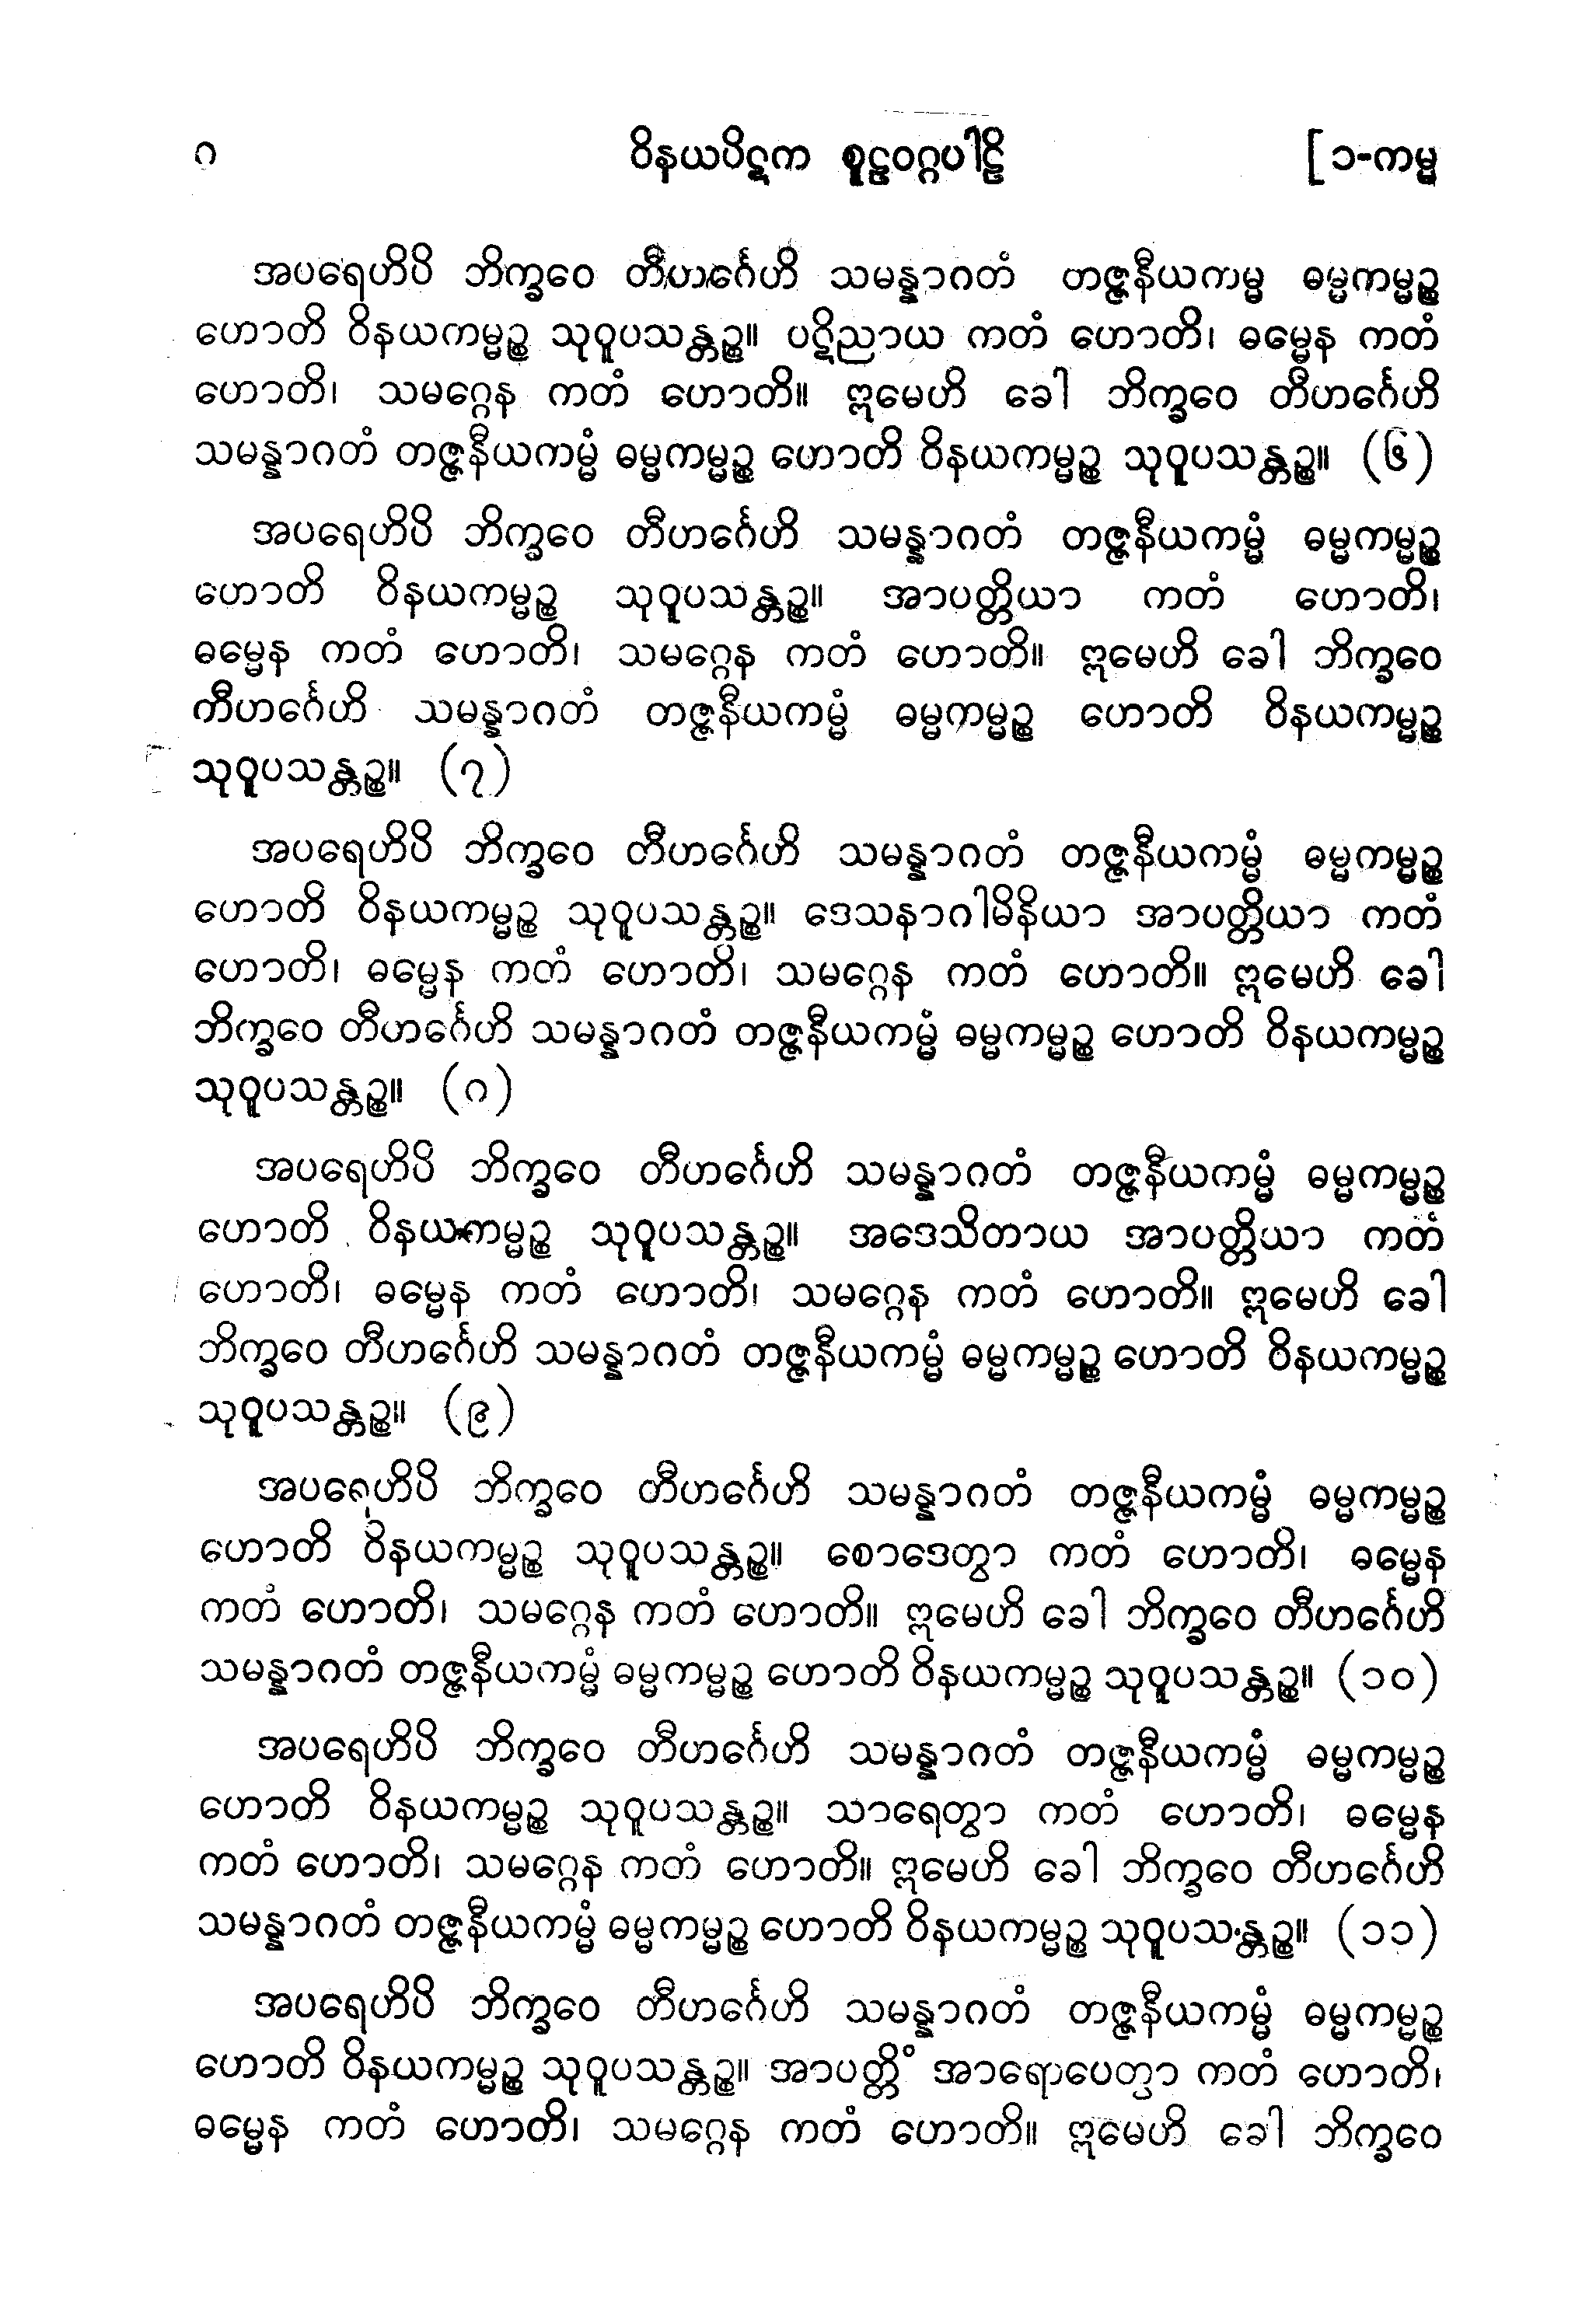 ဂ ဝိနယပိဋက စူဠဝဂ္ဂပါဠိ [ ၁-ကမ္မ
အပရေဟိပိ ဘိက္ခဝေ တီဟင်္ဂေဟိ သမန္နာဂတံ တဇ္ဇနီယကမ္မ ဓမ္မကမ္မဉ္စ
ဟောတိ ဝိနယကမ္မဉ္စ သုဝူပသန္တဉ္စ။ ပဋိညာယ ကတံ ဟောတိ၊ ဓမ္မေန ကတံ
ဟောတိ၊ သမဂ္ဂေန ကတံ ဟောတိ။ ဣမေဟိ ခေါ ဘိက္ခဝေ တီဟင်္ဂေဟိ
သမန္နာဂတံ တဇ္ဇနီယကမ္မံ ဓမ္မကမ္မဉ္စ ဟောတိ ဝိနယကမ္မဉ္စ သုဝူပသန္တဉ္စ။ (၆)
အပရေဟိပိ ဘိက္ခဝေ တီဟင်္ဂေဟိ သမန္နာဂတံ တဇ္ဇနီယကမ္မံ ဓမ္မကမ္မဉ္စ
ဟောတိ ဝိနယကမ္မဉ္စ သုဝူပသန္တဉ္စ။ အာပတ္တိယာ ကတံ ဟောတိ၊
ဓမ္မေန ကတံ ဟောတိ၊ သမဂ္ဂေန ကတံ ဟောတိ။ ဣမေဟိ ခေါ ဘိက္ခဝေ
တီဟင်္ဂေဟိ သမန္နာဂတံ တဇ္ဇနီယကမ္မံ ဓမ္မကမ္မဉ္စ ဟောတိ ဝိနယကမ္မဉ္စ
သုဝူပသန္တဉ္စ။ (၇)
အပရေဟိပိ ဘိက္ခဝေ တီဟင်္ဂေဟိ သမန္နာဂတံ တဇ္ဇနီယကမ္မံ ဓမ္မကမ္မဉ္စ
ဟောတိ ဝိနယကမ္မဉ္စ သုဝူပသန္တဉ္စ။ ဒေသနာဂါမိနိယာ အာပတ္တိယာ ကတံ
ဟောတိ၊ ဓမ္မေန ကတံ ဟောတိ၊ သမဂ္ဂေန ကတံ ဟောတိ။ ဣမေဟိ ခေါ
ဘိက္ခဝေ တီဟင်္ဂေဟိ သမန္နာဂတံ တဇ္ဇနီယကမ္မံ ဓမ္မကမ္မဉ္စ ဟောတိ ဝိနယကမ္မဉ္စ
သုဝူပသန္တဉ္စ။ (ဂ)
အပရေဟိပိ ဘိက္ခဝေ တီဟင်္ဂေဟိ သမန္နာဂတံ တဇ္ဇနီယကမ္မံ ဓမ္မကမ္မဉ္စ
ဟောတိ ဝိနယကမ္မဉ္စ သုဝူပသန္တဉ္စ။ အဒေသိတာယ အာပတ္တိယာ ကတံ
ဟောတိ၊ ဓမ္မေန ကတံ ဟောတိ၊ သမဂ္ဂေန ကတံ ဟောတိ။ ဣမေဟိ ခေါ
ဘိက္ခဝေ တီဟင်္ဂေဟိ သမန္နာဂတံ တဇ္ဇနီယကမ္မံ ဓမ္မကမ္မဉ္စ ဟောတိ ဝိနယကမ္မဉ္စ
သုဝူပသန္တဉ္စ။ (၉)
အပရေဟိပိ ဘိက္ခဝေ တီဟင်္ဂေဟိ သမန္နာဂတံ တဇ္ဇနီယကမ္မံ ဓမ္မကမ္မဉ္စ
ဟောတိ ဝိနယကမ္မဉ္စ သုဝူပသန္တဉ္စ။ စောဒေတွာ ကတံ ဟောတိ၊ ဓမ္မေန
ကတံ ဟောတိ၊ သမဂ္ဂေန ကတံ ဟောတိ။ ဣမေဟိ ခေါ ဘိက္ခဝေ တီဟင်္ဂေဟိ
သမန္နာဂတံ တဇ္ဇနီယကမ္မံ ဓမ္မကမ္မဉ္စ ဟောတိ ဝိနယကမ္မဉ္စ သုဝူပသန္တဉ္စ။ (၁၀)
အပရေဟိပိ ဘိက္ခဝေ တီဟင်္ဂေဟိ သမန္နာဂတံ တဇ္ဇနီယကမ္မံ ဓမ္မကမ္မဉ္စ
ဟောတိ ဝိနယကမ္မဉ္စ သုဝူပသန္တဉ္စ။ သာရေတွာ ကတံ ဟောတိ၊ ဓမ္မေန
ကတံ ဟောတိ၊ သမဂ္ဂေန ကတံ ဟောတိ။ ဣမေဟိ ခေါ ဘိက္ခဝေ တီဟင်္ဂေဟိ
သမန္နာဂတံ တဇ္ဇနီယကမ္မံ ဓမ္မကမ္မဉ္စ ဟောတိ ဝိနယကမ္မဉ္စ သုဝူပသန္တဉ္စ။ (၁၁)
အပရေဟိပိ ဘိက္ခဝေ တီဟင်္ဂေဟိ သမန္နာဂတံ တဇ္ဇနီယကမ္မံ ဓမ္မကမ္မဉ္စ
ဟောတိ ဝိနယကမ္မဉ္စ သုဝူပသန္တဉ္စ။ အာပတ္တိံ အာရောပေတွာ ကတံ ဟောတိ၊
ဓမ္မေန ကတံ ဟောတိ၊ သမဂ္ဂေန ကတံ ဟောတိ။ ဣမေဟိ ခေါ ဘိက္ခဝေ